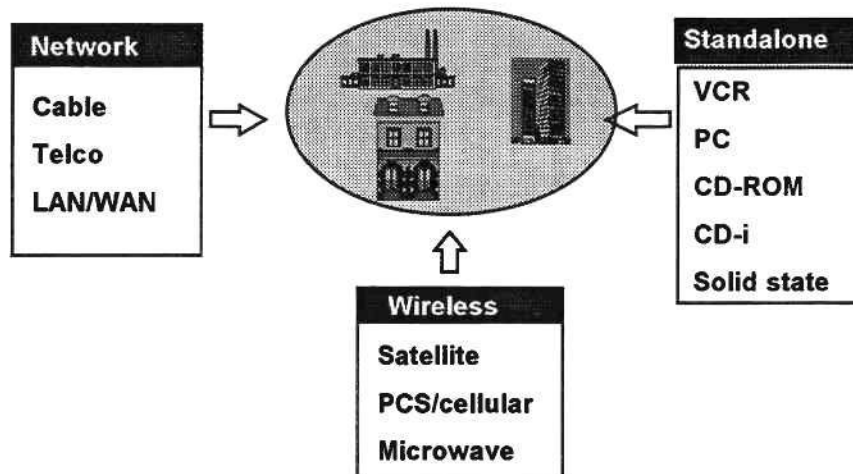 Network
Cable
Telco
LAN/WAN
Standalone
VCR
PC
CD-ROM
CD-i
Solid state
Wireless
Satellite
PCS/cellular
Microwave